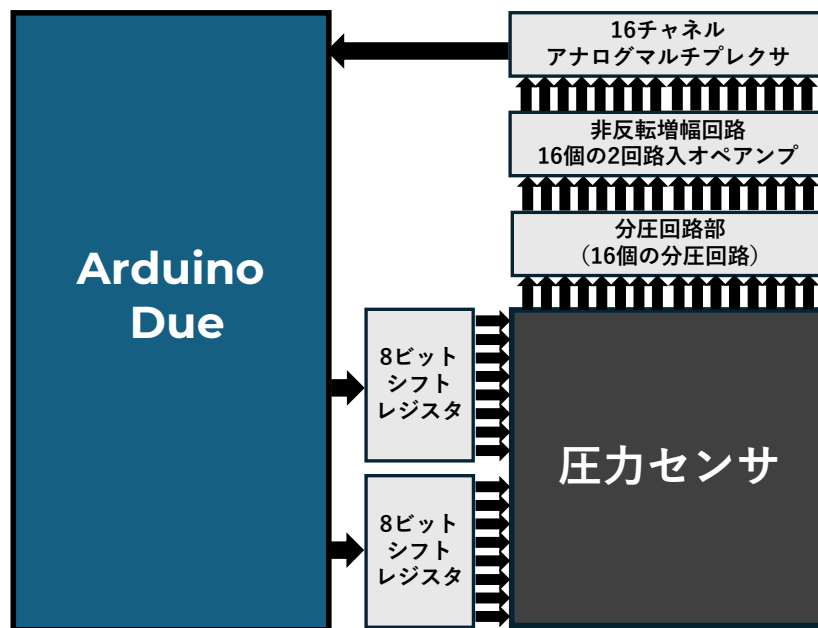 16チャネル
アナログマルチプレクサ
非反転増幅回路
16個の2回路入オペアンプ
分圧回路部
（16個の分圧回路）
Arduino
Due
8ビット
シフト
レジスタ
圧力センサ
8ビット
シフト
レジスタ